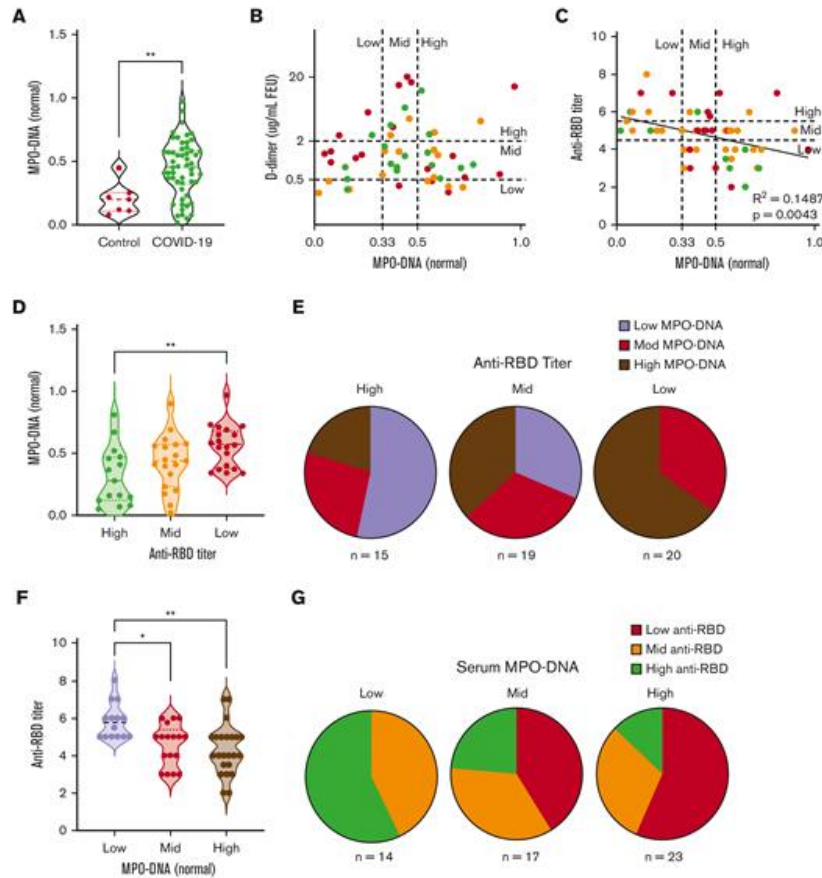 A
MPO-DNA (normal)
1.5
1.0
0.5
0.0
**
Control
COVID-19
B
D-dimer (ug/mL FEU)
20
2
0.5
Low
Mid
High
High
Mid
Low
0.0
0.33
0.5
1.0
MPO-DNA (normal)
C
Anti-RBD titer
10
8
6
4
2
0
Low
Mid
High
High
Mid
Low
R2 = 0.1487
p = 0.0043
0.0
0.33
0.5
1.0
MPO-DNA (normal)
D
MPO-DNA (normal)
1.5
1.0
0.5
0.0
**
High
Mid
Low
Anti-RBD titer
E
Low MPO-DNA
Mod MPO-DNA
High MPO-DNA
Anti-RBD Titer
High
Mid
Low
n = 15
n = 19
n = 20
F
Anti-RBD titer
10
8
6
4
2
0
**
*
Low
Mid
High
MPO-DNA (normal)
G
Low anti-RBD
Mid anti-RBD
High anti-RBD
Serum MPO-DNA
Low
Mid
High
n = 14
n = 17
n = 23